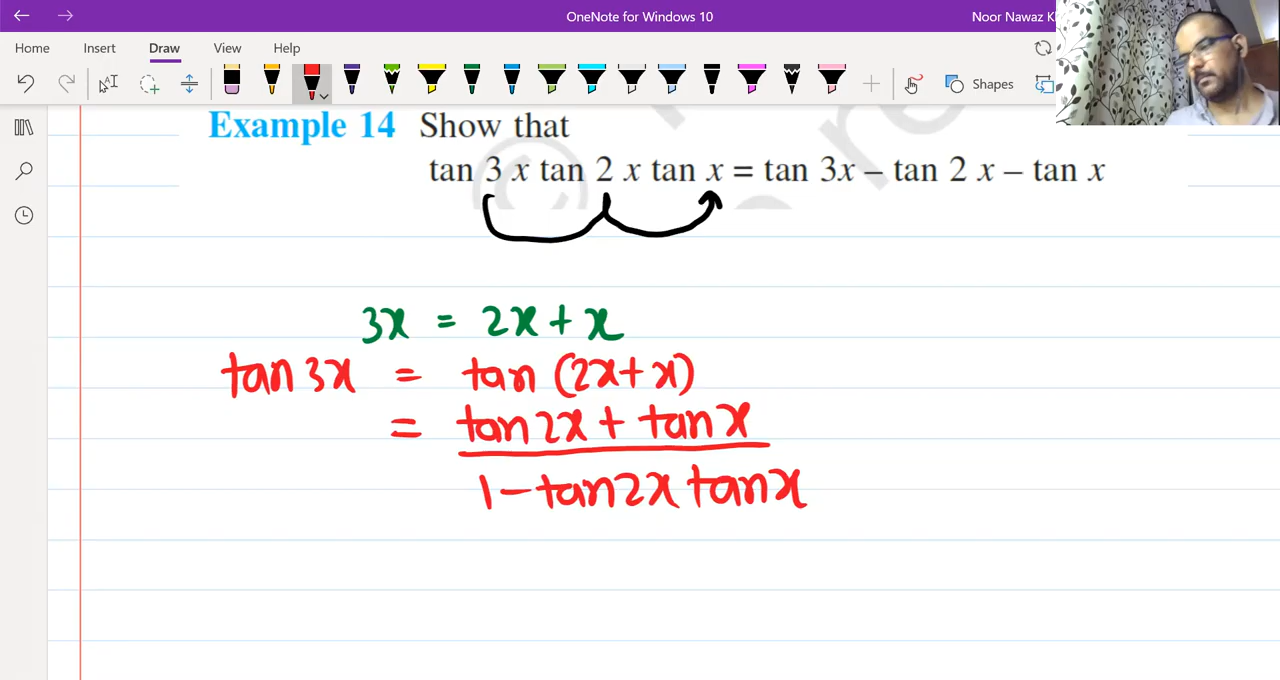 OneNote for Windows 10
Noor Nawaz K
Home Insert Draw View Help
Shapes
Example 14 Show that
tan 3 x tan 2 x tan x = tan 3x – tan 2 x – tan x
3x = 2x + x
tan 3x = tan (2x + x)
= tan 2x + tan x
1 - tan 2x tan x